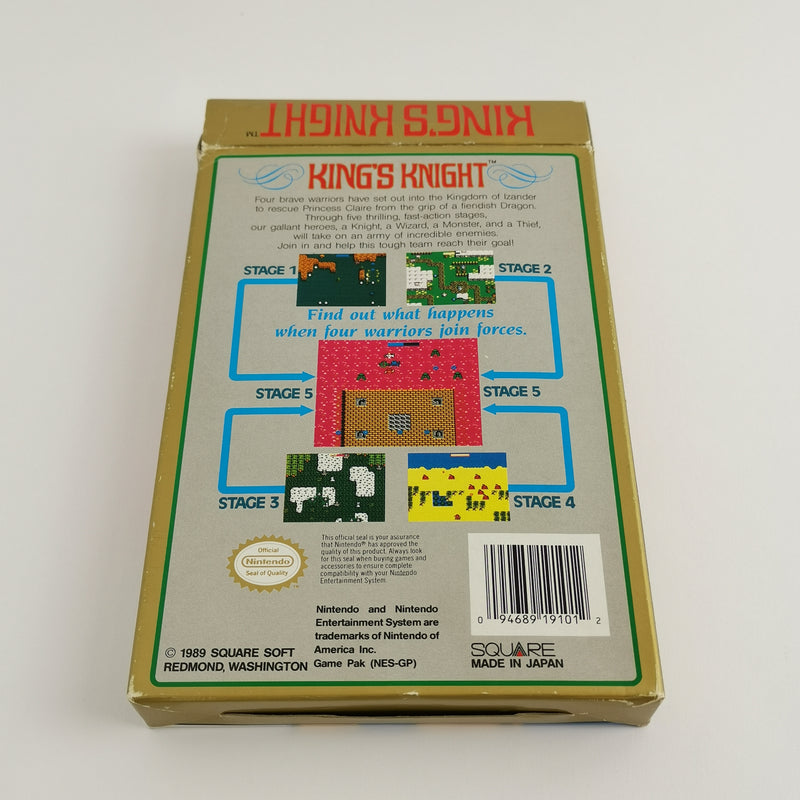 KING'S KNIGHT™
KING'S KNIGHT™
Four brave warriors have set out into the Kingdom of Izander
to rescue Princess Claire from the grip of a fiendish Dragon.
Through five thrilling, fast-action stages,
our gallant heroes, a Knight, a Wizard, a Monster, and a Thief,
will take on an army of incredible enemies.
Join in and help this tough team reach their goal!
STAGE 1
STAGE 2
Find out what happens
when four warriors join forces.
STAGE 5
STAGE 5
STAGE 3
STAGE 4
Official
Nintendo
Seal of Quality
TM
This official seal is your assurance
that Nintendo® has approved the
quality of this product. Always look
for this seal when buying games and
accessories to ensure complete
compatibility with your Nintendo
Entertainment System.
Nintendo and Nintendo
Entertainment System are
trademarks of Nintendo of
America Inc.
Game Pak (NES-GP)
© 1989 SQUARE SOFT
REDMOND, WASHINGTON
0 94689 19101 2
SQUARE
MADE IN JAPAN